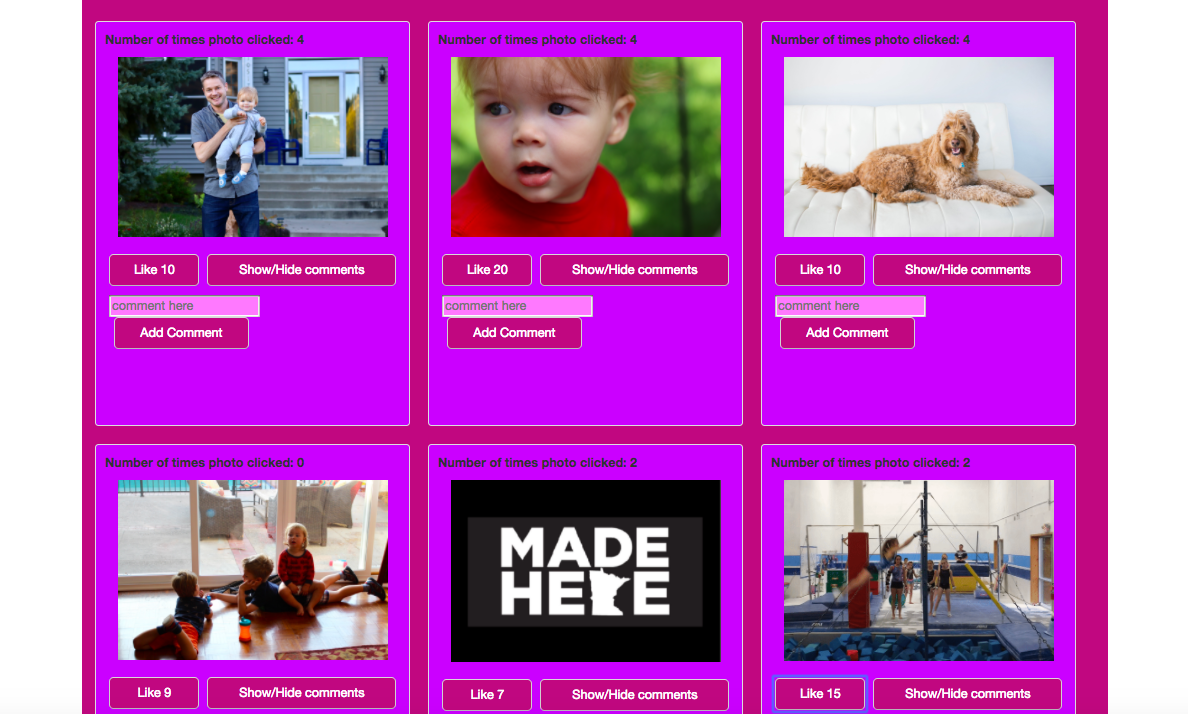 Number of times photo clicked: 4
Number of times photo clicked: 4
Number of times photo clicked: 4
Like 10
Show/Hide comments
Like 20
Show/Hide comments
Like 10
Show/Hide comments
comment here
comment here
comment here
Add Comment
Add Comment
Add Comment
Number of times photo clicked: 0
Number of times photo clicked: 2
Number of times photo clicked: 2
MADE
HERE
Like 9
Show/Hide comments
Like 7
Show/Hide comments
Like 15
Show/Hide comments